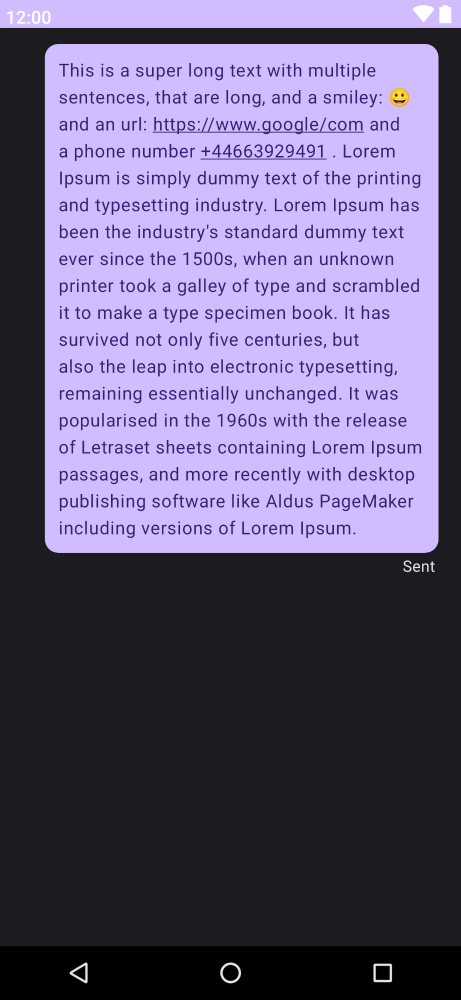 12:00
This is a super long text with multiple
sentences, that are long, and a smiley: 😀
and an url: https://www.google/com and
a phone number +44663929491 . Lorem
Ipsum is simply dummy text of the printing
and typesetting industry. Lorem Ipsum has
been the industry's standard dummy text
ever since the 1500s, when an unknown
printer took a galley of type and scrambled
it to make a type specimen book. It has
survived not only five centuries, but
also the leap into electronic typesetting,
remaining essentially unchanged. It was
popularised in the 1960s with the release
of Letraset sheets containing Lorem Ipsum
passages, and more recently with desktop
publishing software like Aldus PageMaker
including versions of Lorem Ipsum.
Sent